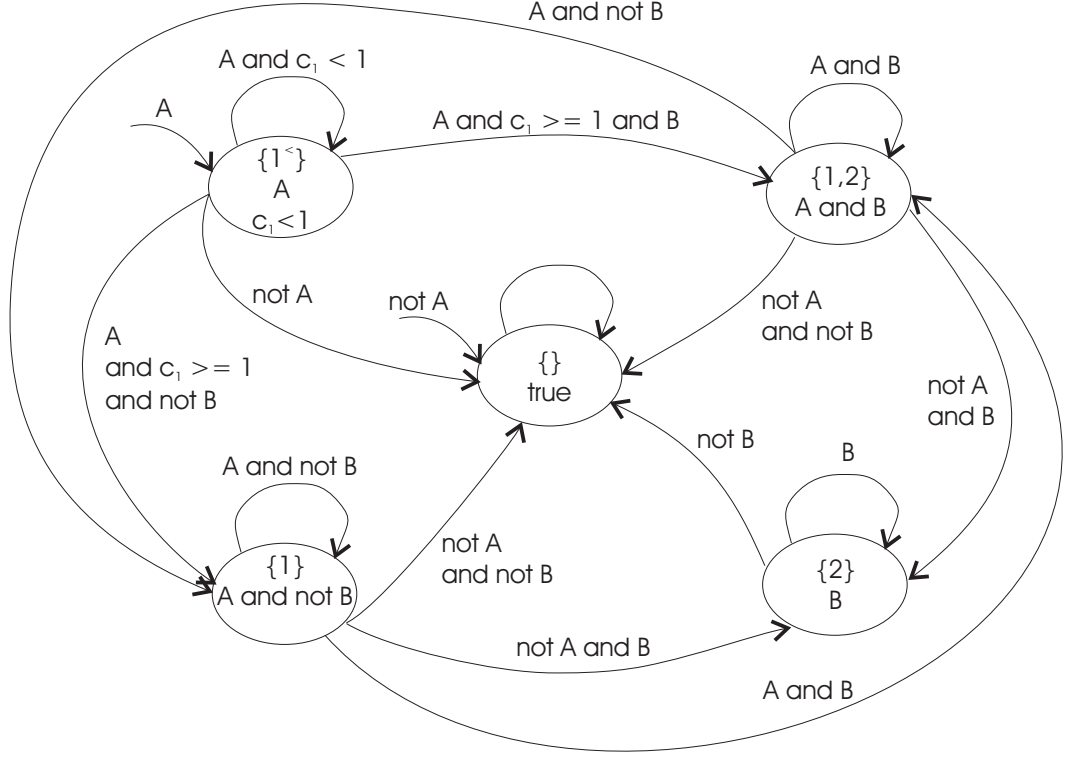 A and not B
A and c₁ < 1
A and B
A
A and c₁ >= 1 and B
{1<}
A
c₁<1
{1,2}
A and B
not A
not A
not A
and not B
A
and c₁ >= 1
and not B
{}
true
not A
and B
not B
B
A and not B
{1}
A and not B
not A
and not B
{2}
B
not A and B
A and B